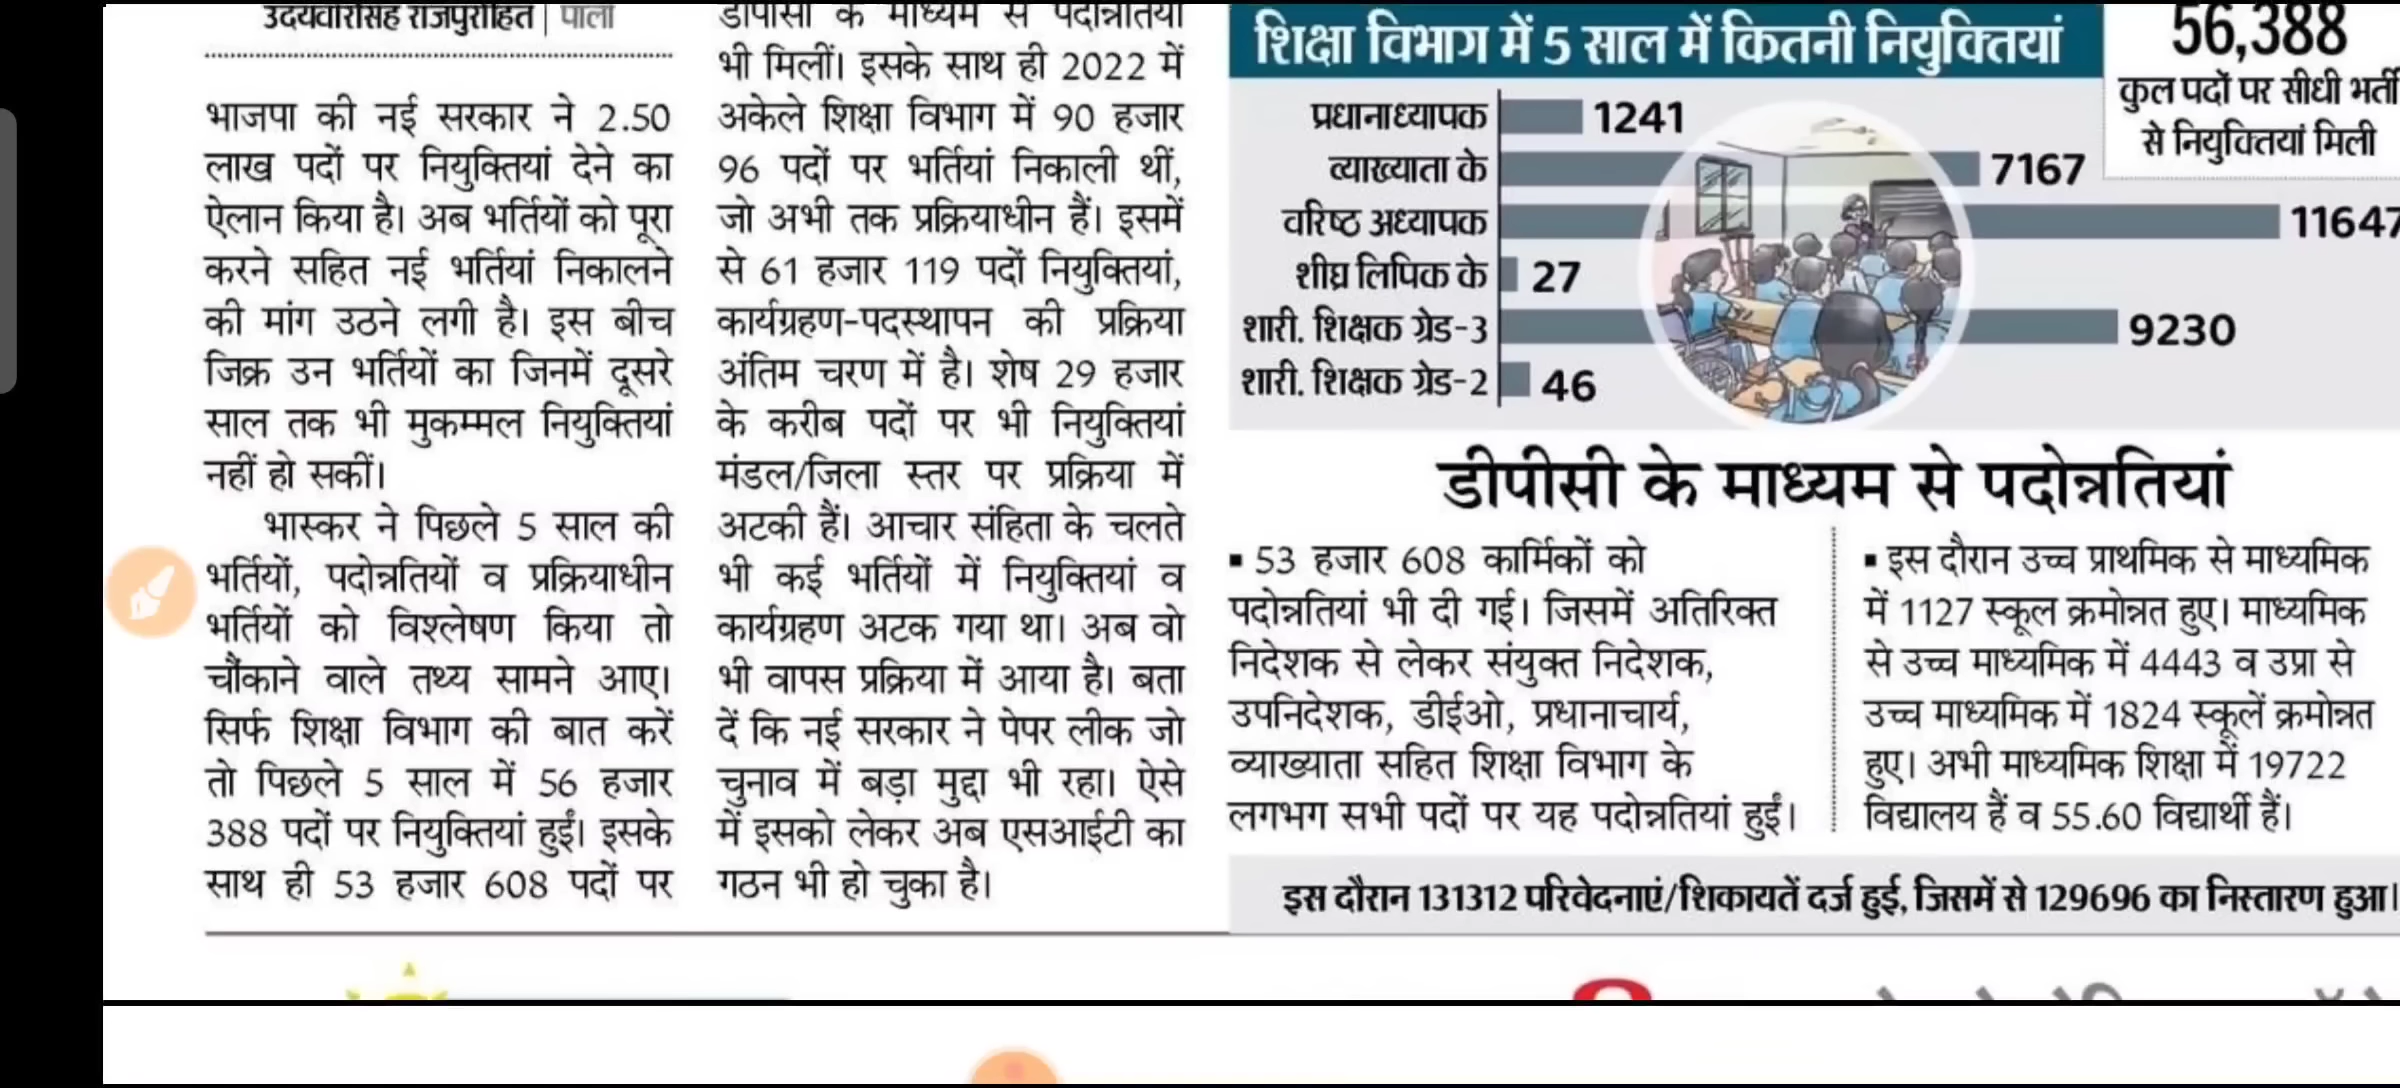 उदयवीरसिंह राजपुरोहित | पाली
भाजपा की नई सरकार ने 2.50
लाख पदों पर नियुक्तियां देने का
ऐलान किया है। अब भर्तियों को पूरा
करने सहित नई भर्तियां निकालने
की मांग उठने लगी है। इस बीच
जिक्र उन भर्तियों का जिनमें दूसरे
साल तक भी मुकम्मल नियुक्तियां
नहीं हो सकीं।
भास्कर ने पिछले 5 साल की
भर्तियों, पदोन्नतियों व प्रक्रियाधीन
भर्तियों को विश्लेषण किया तो
चौंकाने वाले तथ्य सामने आए।
सिर्फ शिक्षा विभाग की बात करें
तो पिछले 5 साल में 56 हजार
388 पदों पर नियुक्तियां हुईं। इसके
साथ ही 53 हजार 608 पदों पर
डीपीसी के माध्यम से पदोन्नतियां
भी मिलीं। इसके साथ ही 2022 में
अकेले शिक्षा विभाग में 90 हजार
96 पदों पर भर्तियां निकाली थीं,
जो अभी तक प्रक्रियाधीन हैं। इसमें
से 61 हजार 119 पदों नियुक्तियां,
कार्यग्रहण-पदस्थापन की प्रक्रिया
अंतिम चरण में है। शेष 29 हजार
के करीब पदों पर भी नियुक्तियां
मंडल/जिला स्तर पर प्रक्रिया में
अटकी हैं। आचार संहिता के चलते
भी कई भर्तियों में नियुक्तियां व
कार्यग्रहण अटक गया था। अब वो
भी वापस प्रक्रिया में आया है। बता
दें कि नई सरकार ने पेपर लीक जो
चुनाव में बड़ा मुद्दा भी रहा। ऐसे
में इसको लेकर अब एसआईटी का
गठन भी हो चुका है।
शिक्षा विभाग में 5 साल में कितनी नियुक्तियां
56,388
कुल पदों पर सीधी भर्ती
से नियुक्तियां मिली
प्रधानाध्यापक 1241
व्याख्याता के 7167
वरिष्ठ अध्यापक 11647
शीघ्र लिपिक के 27
शारी. शिक्षक ग्रेड-3 9230
शारी. शिक्षक ग्रेड-2 46
डीपीसी के माध्यम से पदोन्नतियां
▪ 53 हजार 608 कार्मिकों को
पदोन्नतियां भी दी गई। जिसमें अतिरिक्त
निदेशक से लेकर संयुक्त निदेशक,
उपनिदेशक, डीईओ, प्रधानाचार्य,
व्याख्याता सहित शिक्षा विभाग के
लगभग सभी पदों पर यह पदोन्नतियां हुईं।
▪ इस दौरान उच्च प्राथमिक से माध्यमिक
में 1127 स्कूल क्रमोन्नत हुए। माध्यमिक
से उच्च माध्यमिक में 4443 व उप्रा से
उच्च माध्यमिक में 1824 स्कूलें क्रमोन्नत
हुए। अभी माध्यमिक शिक्षा में 19722
विद्यालय हैं व 55.60 विद्यार्थी हैं।
इस दौरान 131312 परिवेदनाएं/शिकायतें दर्ज हुई, जिसमें से 129696 का निस्तारण हुआ।